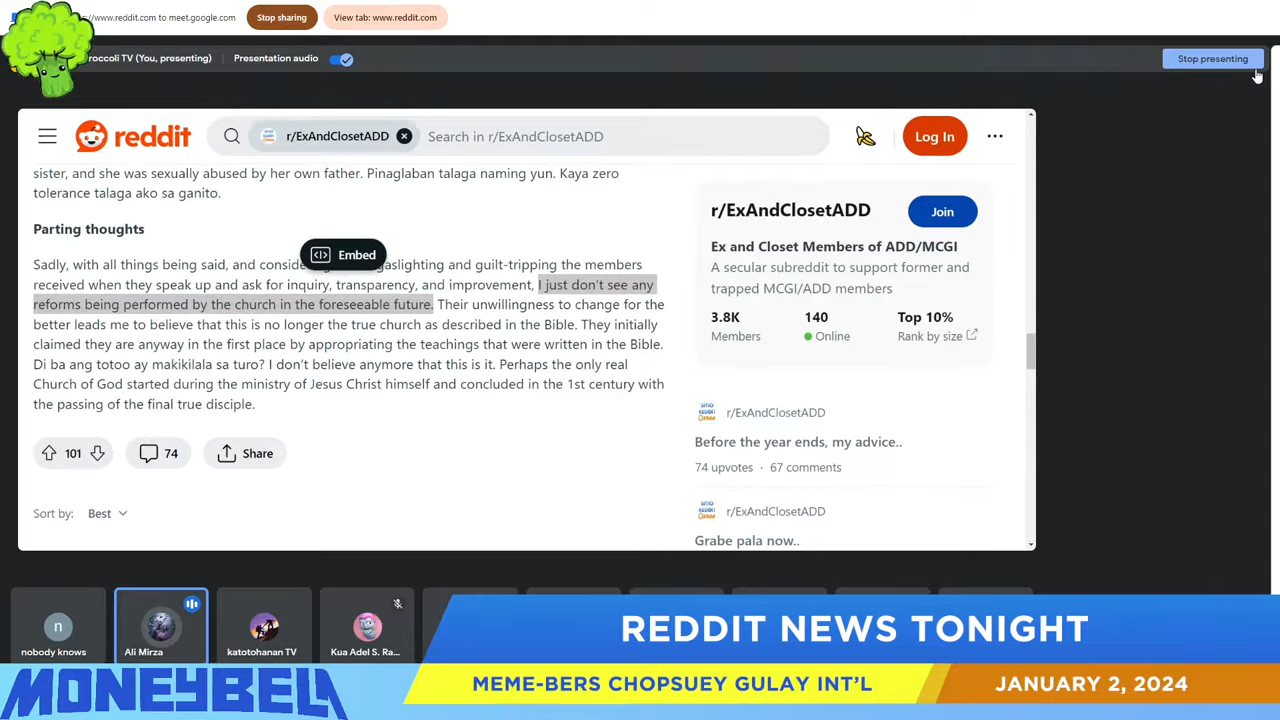 ://www.reddit.com to meet.google.com
Stop sharing
View tab: www.reddit.com
roccoli TV (You, presenting)
Presentation audio
Stop presenting
reddit
r/ExAndClosetADD
Search in r/ExAndClosetADD
Log In
sister, and she was sexually abused by her own father. Pinaglaban talaga naming yun. Kaya zero
tolerance talaga ako sa ganito.
Parting thoughts
Embed
Sadly, with all things being said, and gaslighting and guilt-tripping the members
received when they speak up and ask for inquiry, transparency, and improvement, I just don't see any
reforms being performed by the church in the foreseeable future. Their unwillingness to change for the
better leads me to believe that this is no longer the true church as described in the Bible. They initially
claimed they are anyway in the first place by appropriating the teachings that were written in the Bible.
Di ba ang totoo ay makikilala sa turo? I don't believe anymore that this is it. Perhaps the only real
Church of God started during the ministry of Jesus Christ himself and concluded in the 1st century with
the passing of the final true disciple.
101
74
Share
Sort by: Best
r/ExAndClosetADD
Join
Ex and Closet Members of ADD/MCGI
A secular subreddit to support former and
trapped MCGI/ADD members
3.8K
140
Top 10%
Members
Online
Rank by size
r/ExAndClosetADD
Before the year ends, my advice..
74 upvotes · 67 comments
r/ExAndClosetADD
Grabe pala now..
n
nobody knows
Ali Mirza
katotohanan TV
Kua Adel S. Ra...
REDDIT NEWS TONIGHT
MONEYBELA
MEME-BERS CHOPSUEY GULAY INT'L
JANUARY 2, 2024